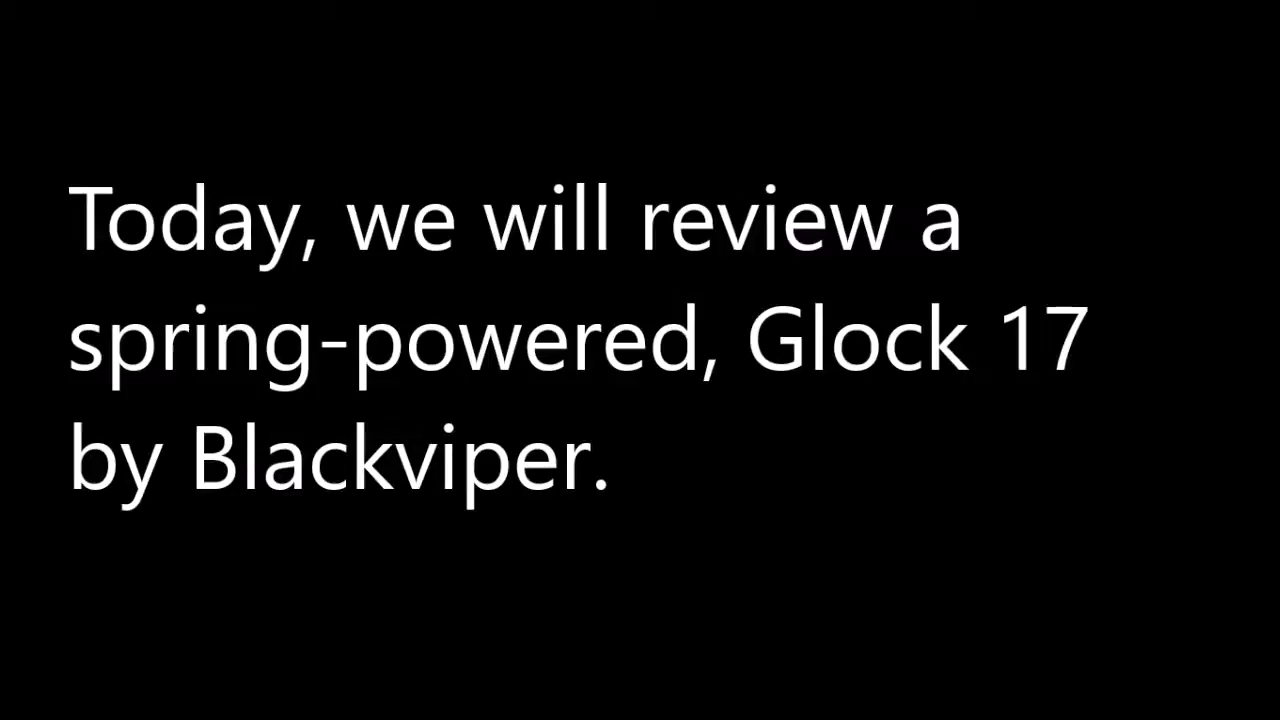 Today, we will review a
spring-powered, Glock 17
by Blackviper.